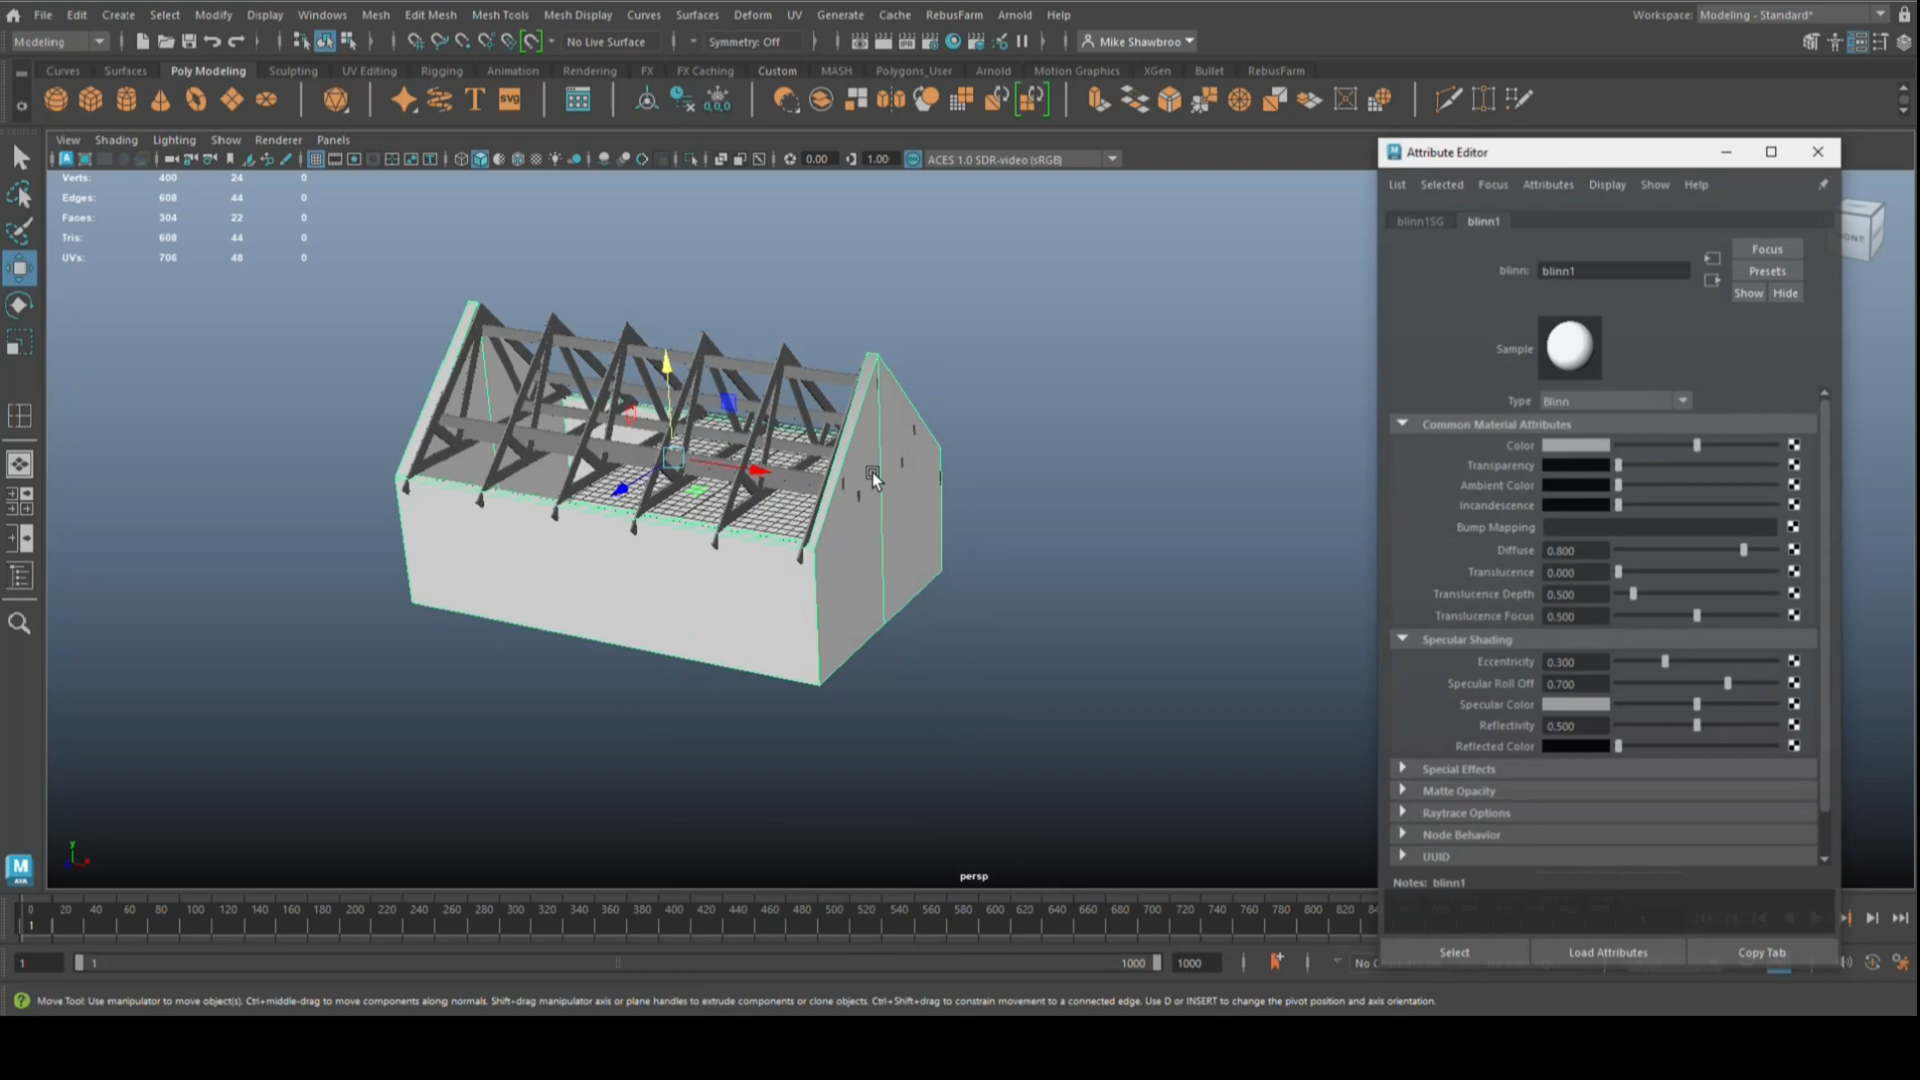 File Edit Create Select Modify Display Windows Mesh Edit Mesh Mesh Tools Mesh Display Curves Surfaces Deform UV Generate Cache Arnold RebusFarm Help Workspace: Modeling - Standard*
Modeling No Live Surface Symmetry: Off Mike Shawbroo
Curves Surfaces Poly Modeling Sculpting UV Editing Rigging Animation Rendering FX FX Caching Custom MASH Polygons_User Arnold Motion Graphics XGen Bullet RebusFarm
T SVG 0,0,0
View Shading Lighting Show Renderer Panels
0.00 1.00 ACES 1.0 SDR-video (sRGB)
Verts: 400 24 0
Edges: 608 44 0
Faces: 304 22 0
Tris: 608 44 0
UVs: 706 48 0
Attribute Editor
List Selected Focus Attributes Display Show Help
blinn1SG blinn1
Focus
blinn: blinn1 Presets
Show Hide
Sample
Type Blinn
Common Material Attributes
Color
Transparency
Ambient Color
Incandescence
Bump Mapping
Diffuse 0.800
Translucence 0.000
Translucence Depth 0.500
Translucence Focus 0.500
Specular Shading
Eccentricity 0.300
Specular Roll Off 0.700
Specular Color
Reflectivity 0.500
Reflected Color
Special Effects
Matte Opacity
Raytrace Options
Node Behavior
UUID
Notes: blinn1
Select Load Attributes Copy Tab
y
persp
M
0 20 40 60 80 100 120 140 160 180 200 220 240 260 280 300 320 340 360 380 400 420 440 460 480 500 520 540 560 580 600 620 640 660 680 700 720 740 760 780 800 820
1
1 1 1000 1000 No C
Move Tool: Use manipulator to move object(s). Ctrl+middle-drag to move components along normals. Shift+drag manipulator axis or plane handles to extrude components or clone objects. Ctrl+Shift+drag to constrain movement to a connected edge. Use D or INSERT to change the pivot position and axis orientation.